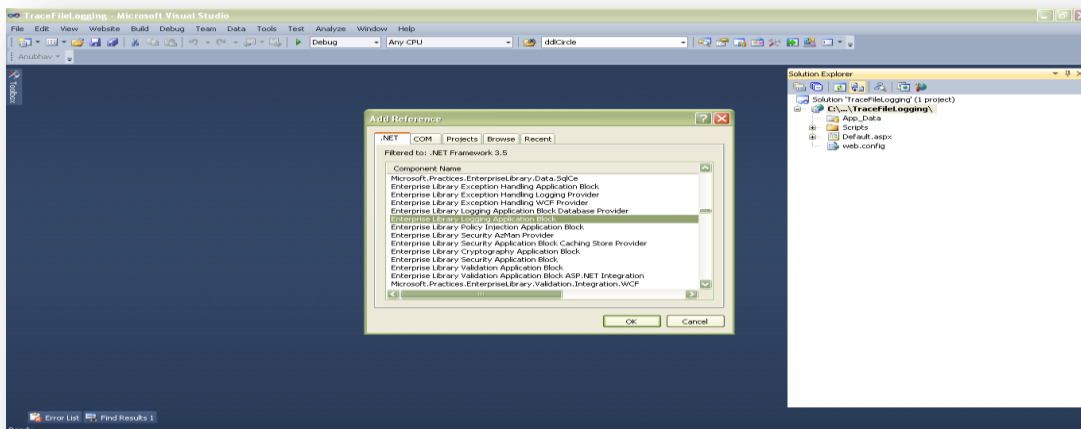 TraceFileLogging - Microsoft Visual Studio
File Edit View Website Build Debug Team Data Tools Test Analyze Window Help
Debug Any CPU ddlCircle
Anubhav
Toolbox
Solution Explorer
Solution 'TraceFileLogging' (1 project)
C:\...\TraceFileLogging\
App_Data
Scripts
Default.aspx
web.config
Add Reference
.NET COM Projects Browse Recent
Filtered to: .NET Framework 3.5
Component Name
Microsoft.Practices.EnterpriseLibrary.Data.SqlCe
Enterprise Library Exception Handling Application Block
Enterprise Library Exception Handling Logging Provider
Enterprise Library Exception Handling WCF Provider
Enterprise Library Logging Application Block Database Provider
Enterprise Library Logging Application Block
Enterprise Library Policy Injection Application Block
Enterprise Library Security AzMan Provider
Enterprise Library Security Application Block Caching Store Provider
Enterprise Library Cryptography Application Block
Enterprise Library Security Application Block
Enterprise Library Validation Application Block
Enterprise Library Validation Application Block ASP.NET Integration
Microsoft.Practices.EnterpriseLibrary.Validation.Integration.WCF
OK Cancel
Error List Find Results 1